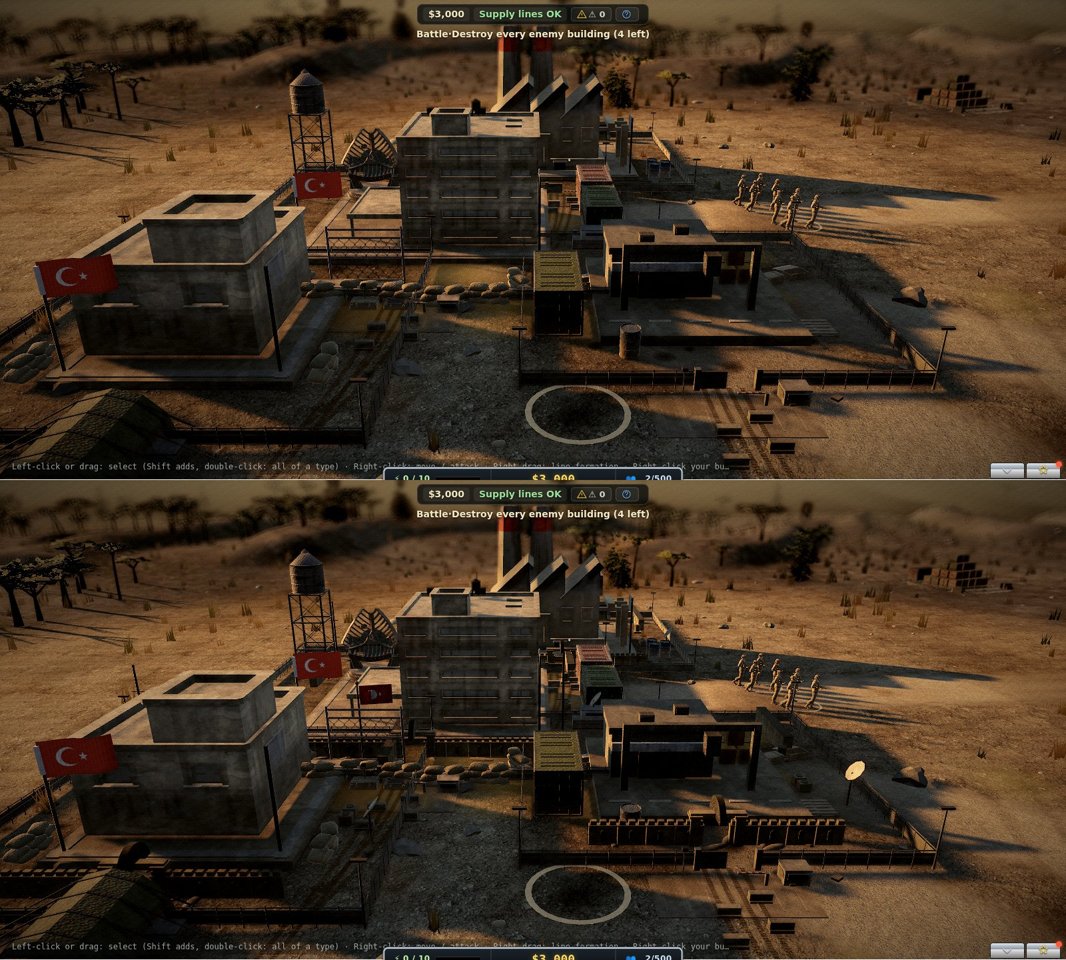 $3,000 Supply lines OK ⚠ ⚠ 0 ?
Battle·Destroy every enemy building (4 left)
Left-click or drag: select (Shift adds, double-click: all of a type) · Right-click: move / attack · Right-drag: line formation · Right-click your bu…
⚡ 0 / 10 $3,000 2/500
$3,000 Supply lines OK ⚠ ⚠ 0 ?
Battle·Destroy every enemy building (4 left)
Left-click or drag: select (Shift adds, double-click: all of a type) · Right-click: move / attack · Right-drag: line formation · Right-click your bu…
⚡ 0 / 10 $3,000 2/500